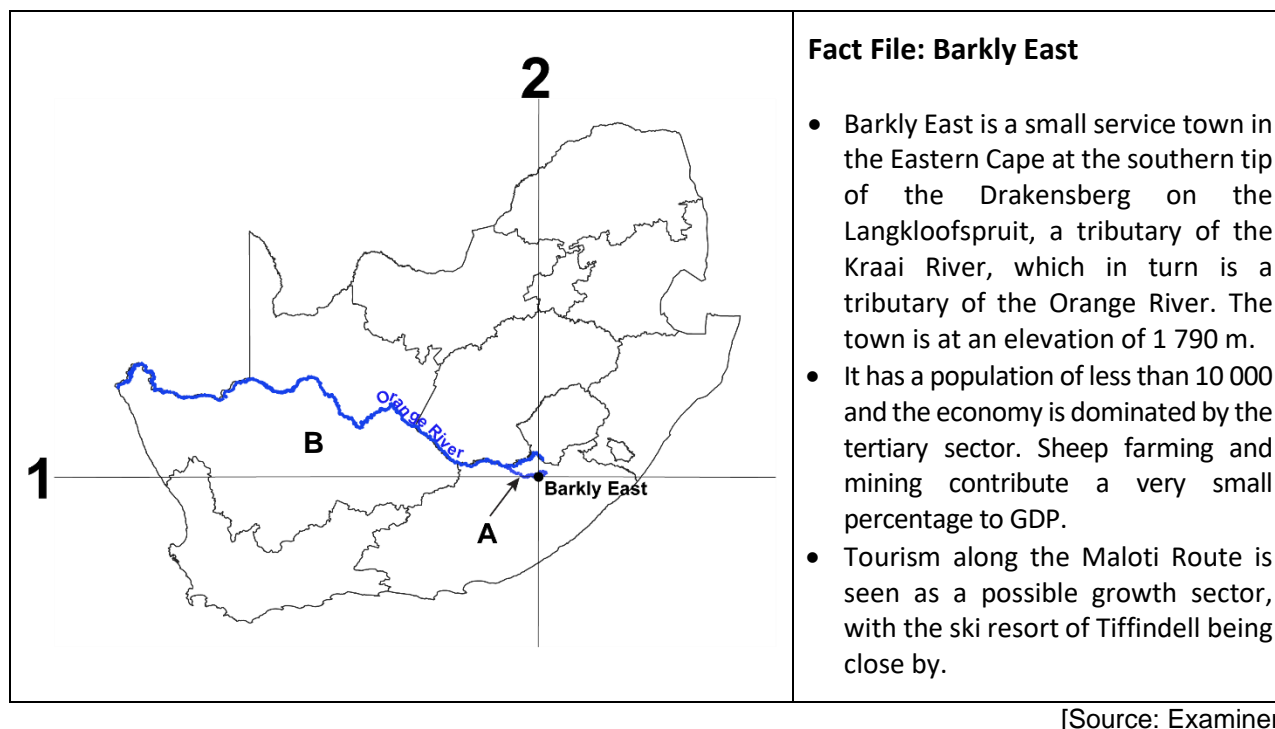 2
Orange River
B
1
Barkly East
A
Fact File: Barkly East
• Barkly East is a small service town in
the Eastern Cape at the southern tip
of the Drakensberg on the
Langkloofspruit, a tributary of the
Kraai River, which in turn is a
tributary of the Orange River. The
town is at an elevation of 1 790 m.
• It has a population of less than 10 000
and the economy is dominated by the
tertiary sector. Sheep farming and
mining contribute a very small
percentage to GDP.
• Tourism along the Maloti Route is
seen as a possible growth sector,
with the ski resort of Tiffindell being
close by.
[Source: Examiner